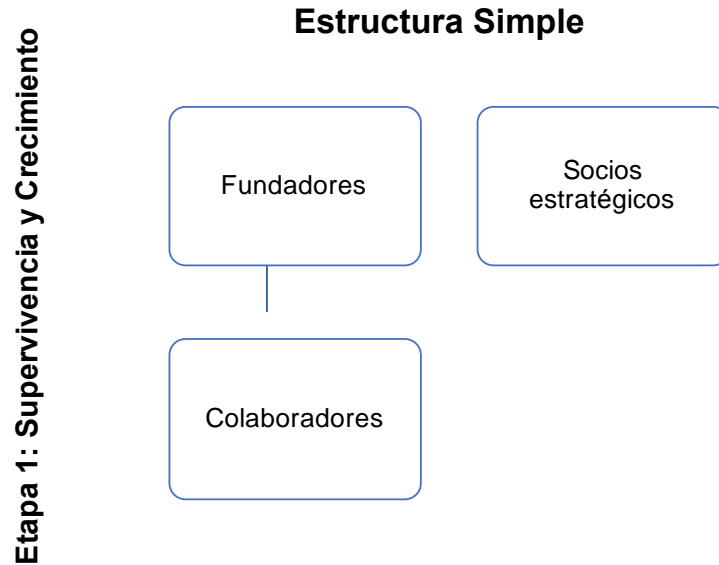 Estructura Simple
Etapa 1: Supervivencia y Crecimiento
Fundadores
Socios
estratégicos
Colaboradores